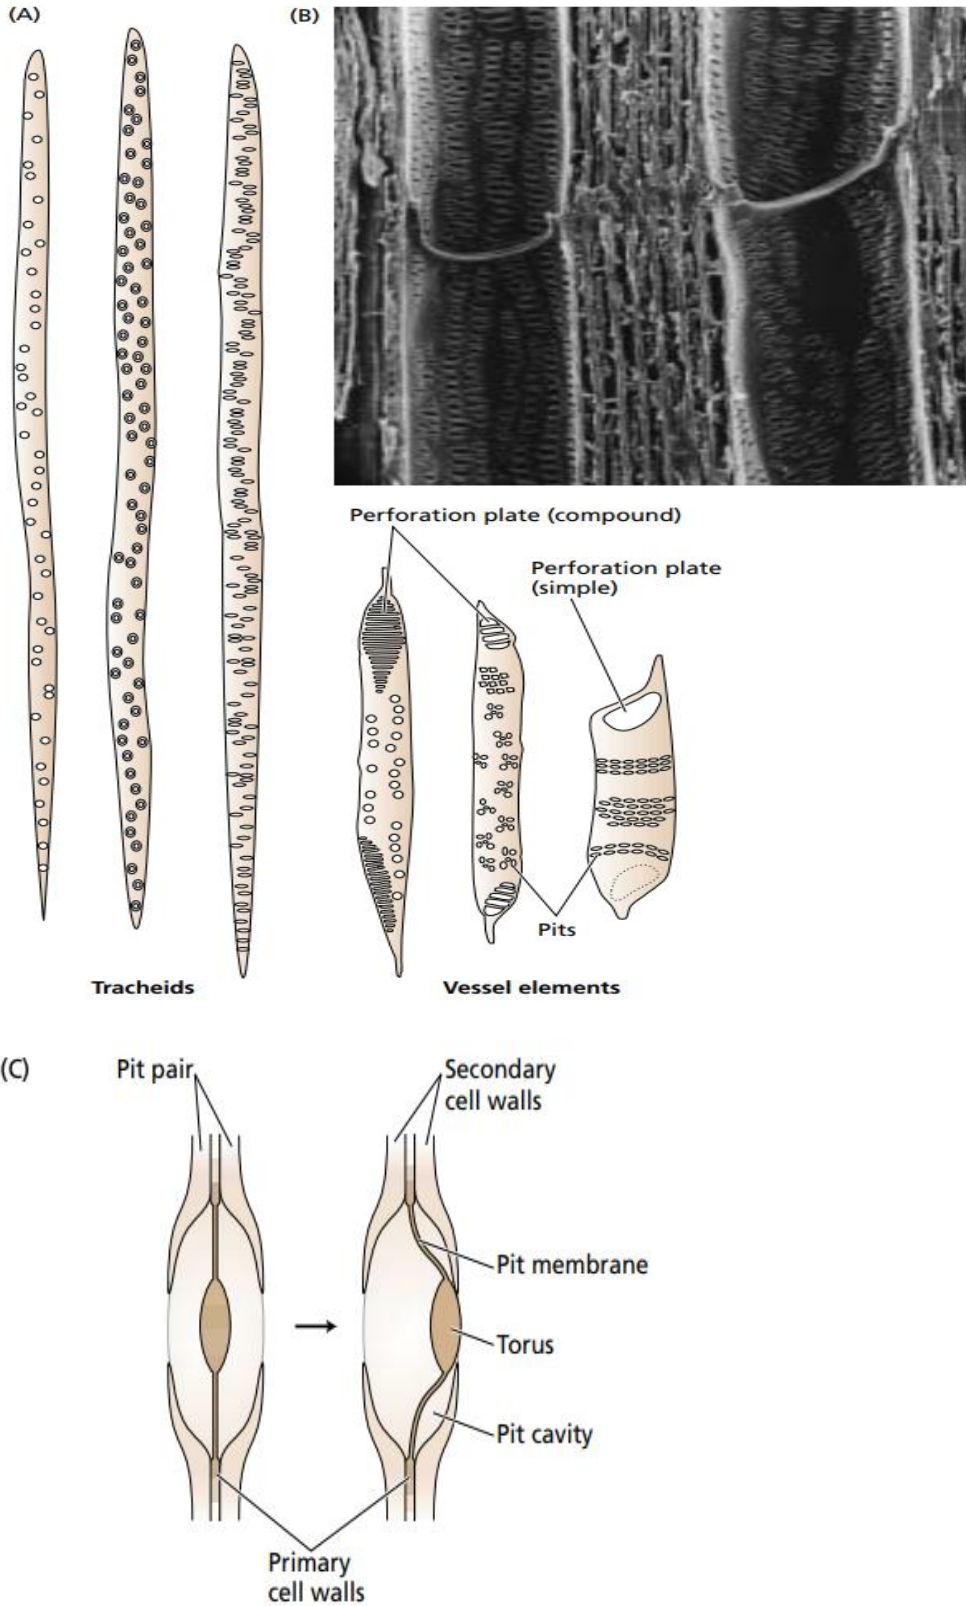 (A)
(B)
Perforation plate (compound)
Perforation plate
(simple)
Pits
Tracheids
Vessel elements
(C)
Pit pair
Secondary
cell walls
Pit membrane
Torus
Pit cavity
Primary
cell walls